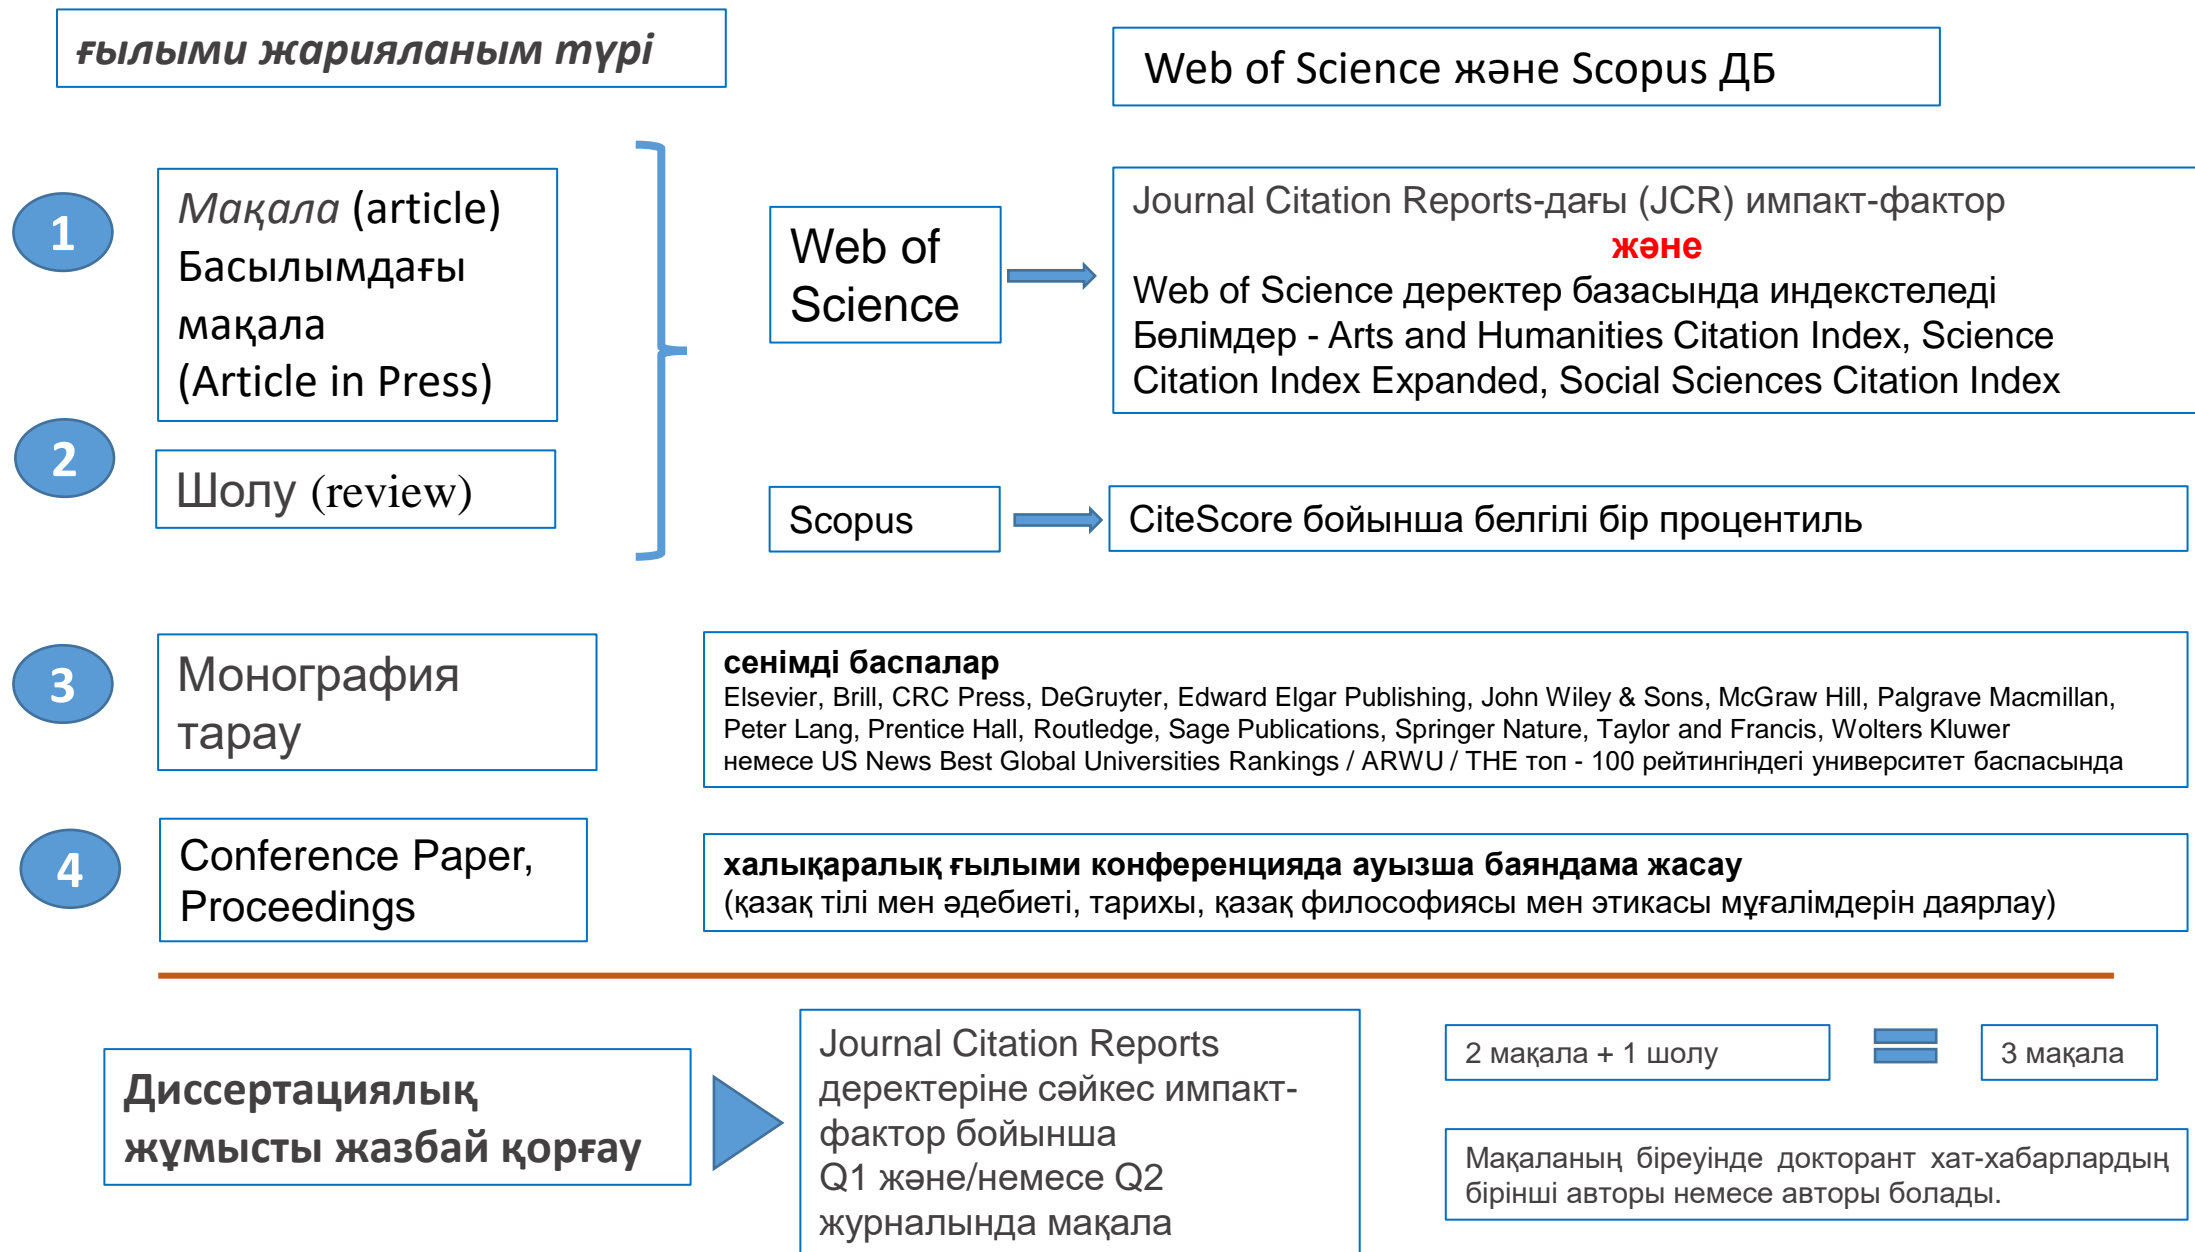 ғылыми жарияланым түрі
Web of Science және Scopus ДБ
1
Мақала (article)
Басылымдағы
мақала
(Article in Press)
2
Шолу (review)
Web of
Science
Journal Citation Reports-дағы (JCR) импакт-фактор
және
Web of Science деректер базасында индекстеледі
Бөлімдер - Arts and Humanities Citation Index, Science
Citation Index Expanded, Social Sciences Citation Index
Scopus
CiteScore бойынша белгілі бір процентиль
3
Монография
тарау
сенімді баспалар
Elsevier, Brill, CRC Press, DeGruyter, Edward Elgar Publishing, John Wiley & Sons, McGraw Hill, Palgrave Macmillan,
Peter Lang, Prentice Hall, Routledge, Sage Publications, Springer Nature, Taylor and Francis, Wolters Kluwer
немесе US News Best Global Universities Rankings / ARWU / THE топ - 100 рейтингіндегі университет баспасында
4
Conference Paper,
Proceedings
халықаралық ғылыми конференцияда ауызша баяндама жасау
(қазақ тілі мен әдебиеті, тарихы, қазақ философиясы мен этикасы мұғалімдерін даярлау)
Диссертациялық
жұмысты жазбай қорғау
Journal Citation Reports
деректеріне сәйкес импакт-
фактор бойынша
Q1 және/немесе Q2
журналында мақала
2 мақала + 1 шолу
3 мақала
Мақаланың біреуінде докторант хат-хабарлардың
бірінші авторы немесе авторы болады.